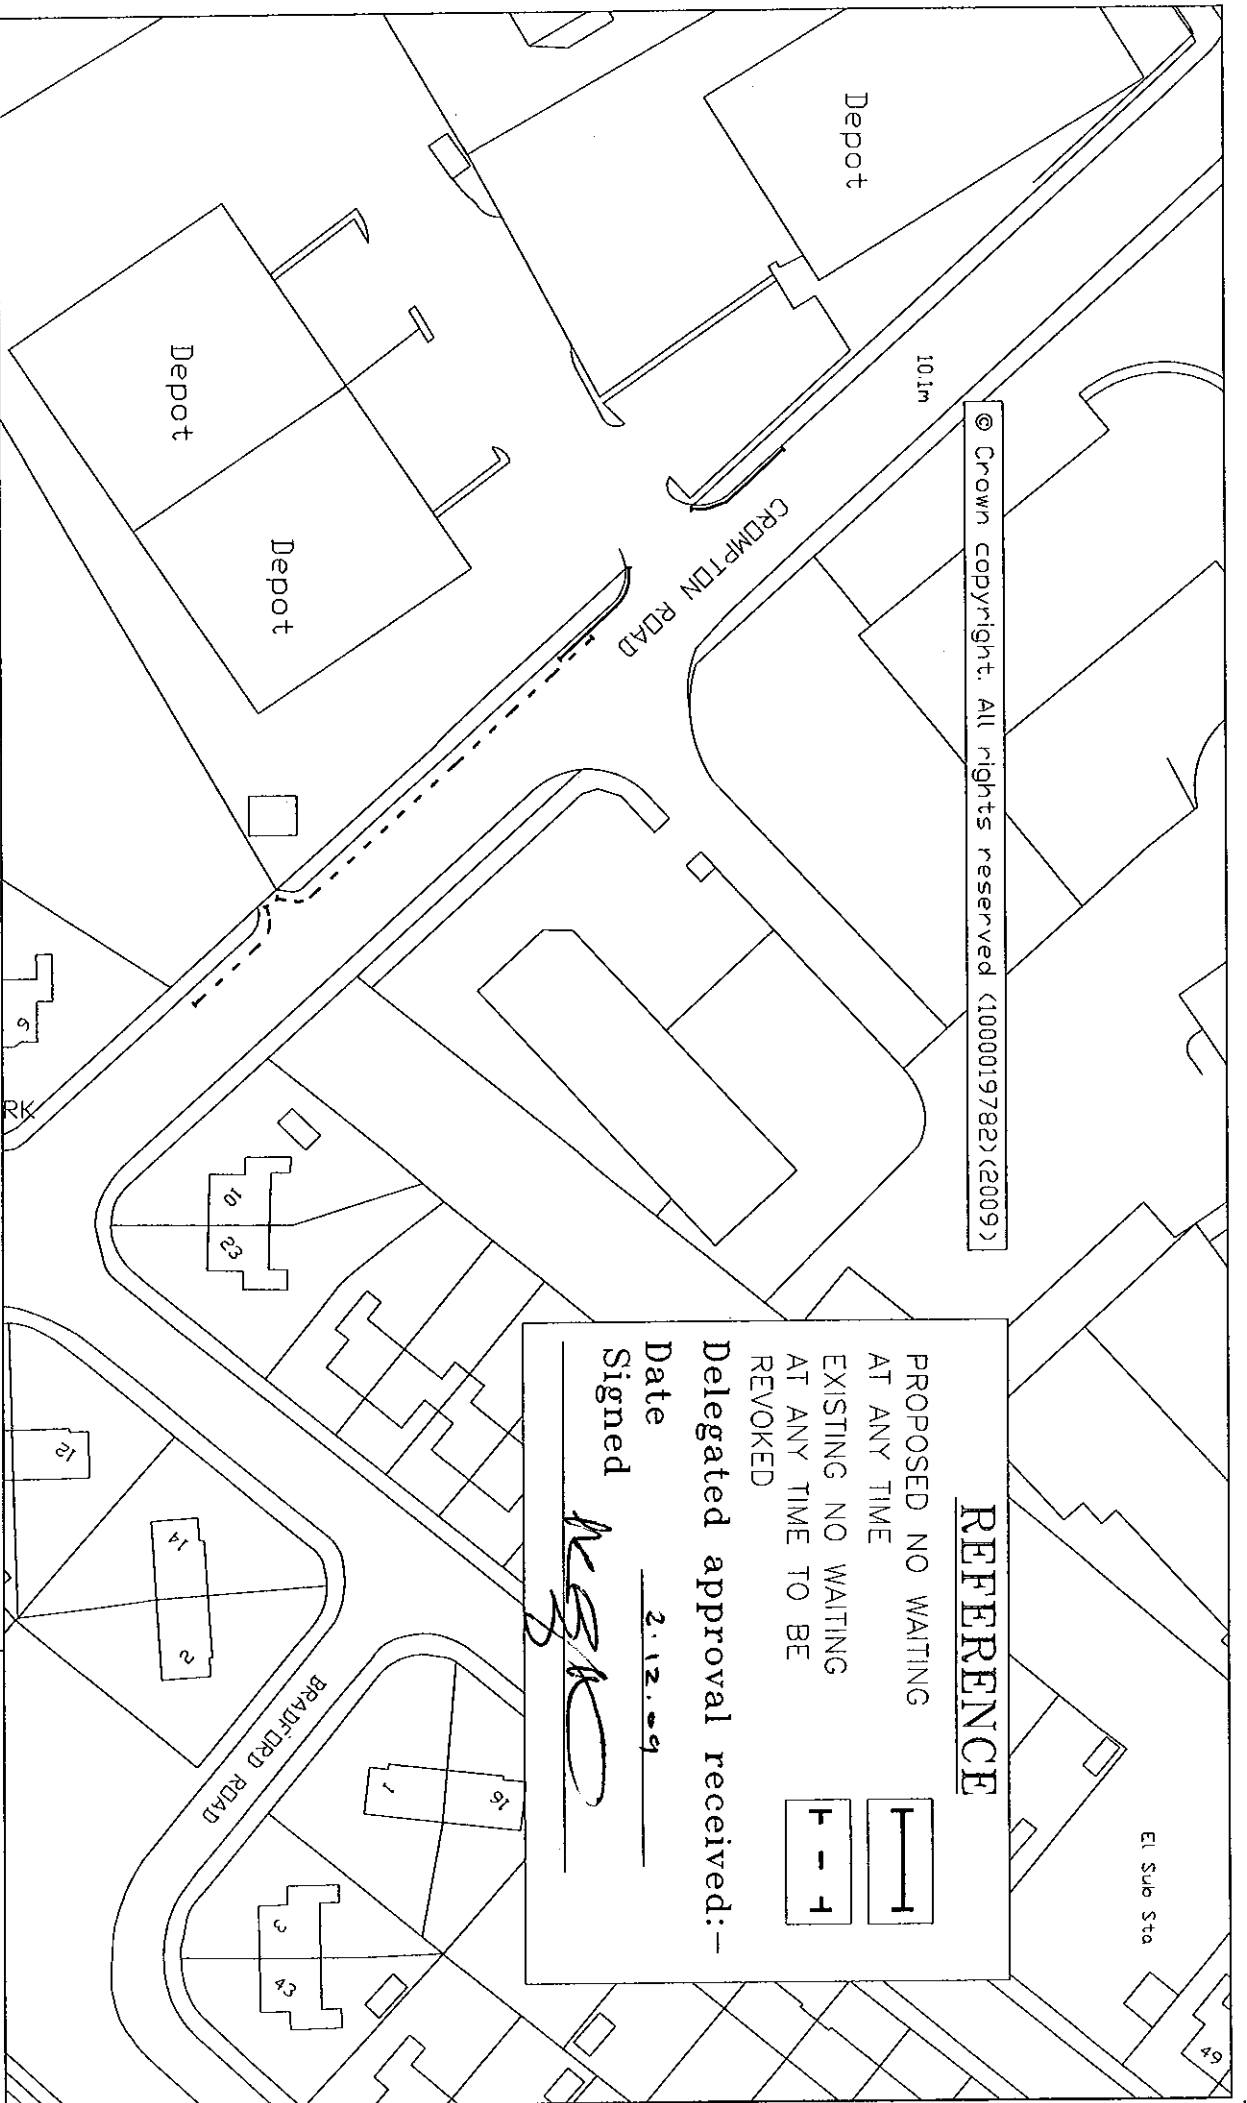 Depot
10.1m
© Crown copyright. All rights reserved (100019782)(2009)
Depot
Depot
CROMPTON ROAD
6
RK
10
23
12
14
2
BRADFORD ROAD
1
16
3
43
El Sub Sta
49
REFERENCE
PROPOSED NO WAITING
AT ANY TIME
EXISTING NO WAITING
AT ANY TIME TO BE
REVOKED
Delegated approval received:-
Date 2.12.09
Signed